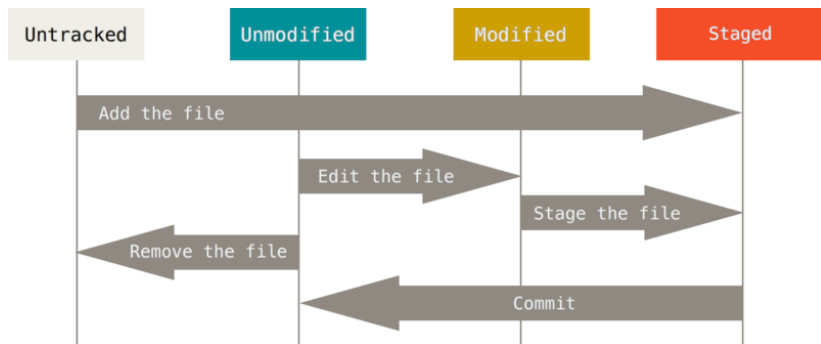 Untracked
Unmodified
Modified
Staged
Add the file
Edit the file
Stage the file
Remove the file
Commit